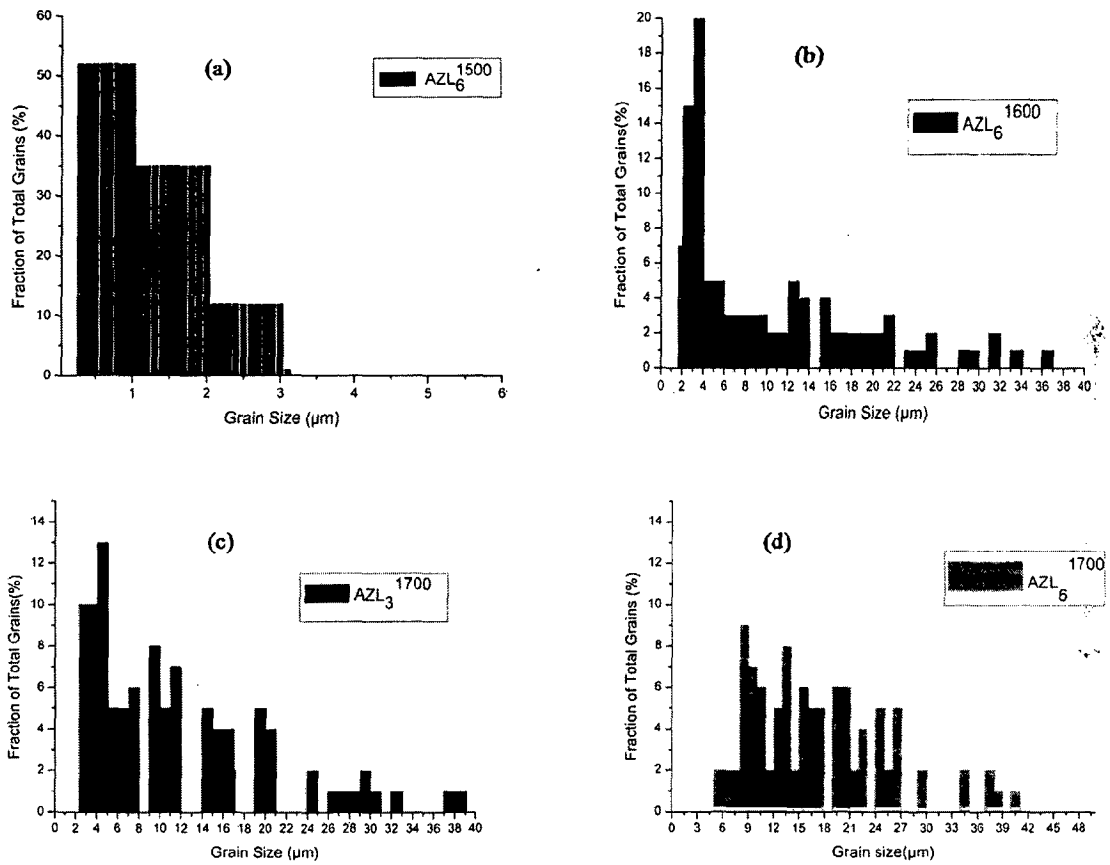 60
50
40
30
20
10
0
Fraction of Total Grains (%)
(a)
AZL6^1500
1 2 3 4 5 6
Grain Size (µm)
20
18
16
14
12
10
8
6
4
2
0
Fraction of Total Grains(%)
(b)
AZL6^1600
0 2 4 6 8 10 12 14 16 18 20 22 24 26 28 30 32 34 36 38 40
Grain Size (µm)
14
12
10
8
6
4
2
0
Fraction of Total Grains(%)
(c)
AZL3^1700
0 2 4 6 8 10 12 14 16 18 20 22 24 26 28 30 32 34 36 38 40
Grain Size (µm)
14
12
10
8
6
4
2
0
Fraction of Total Grains(%)
(d)
AZL6^1700
0 3 6 9 12 15 18 21 24 27 30 33 36 39 42 45 48
Grain size(µm)